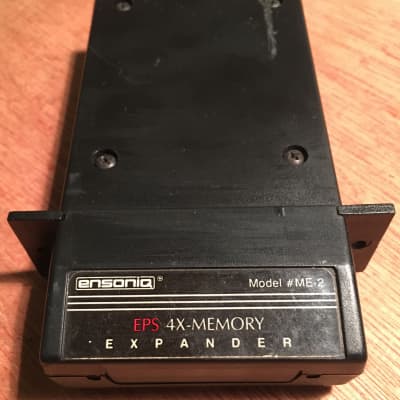 ensoniq® Model #ME-2
EPS 4X-MEMORY
EXPANDER